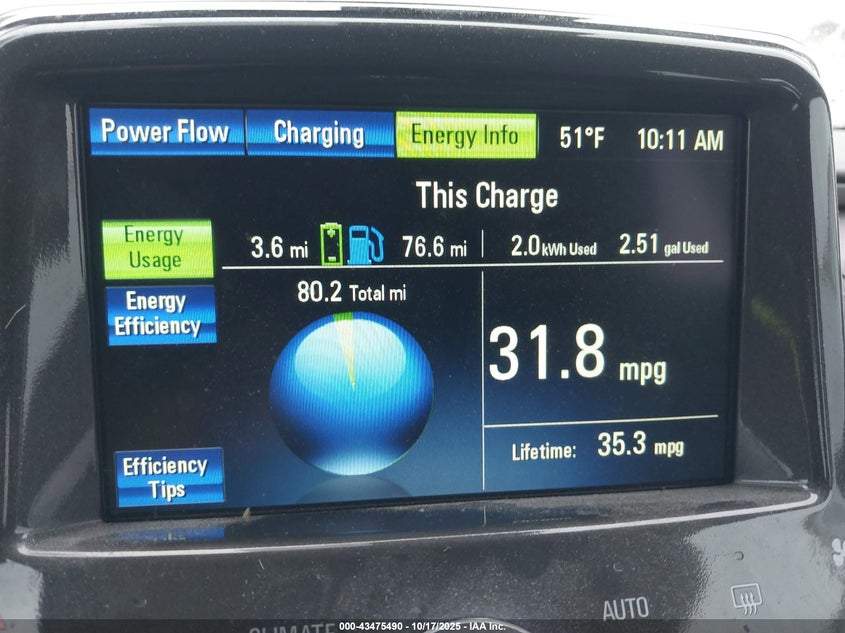 Power Flow Charging Energy Info 51°F 10:11 AM
This Charge
Energy
Usage
3.6 mi 76.6 mi 2.0 kWh Used 2.51 gal Used
Energy
Efficiency
80.2 Total mi
31.8 mpg
Lifetime: 35.3 mpg
Efficiency
Tips
AUTO
CLIMATE
000-43475490 - 10/17/2025 - IAA Inc.